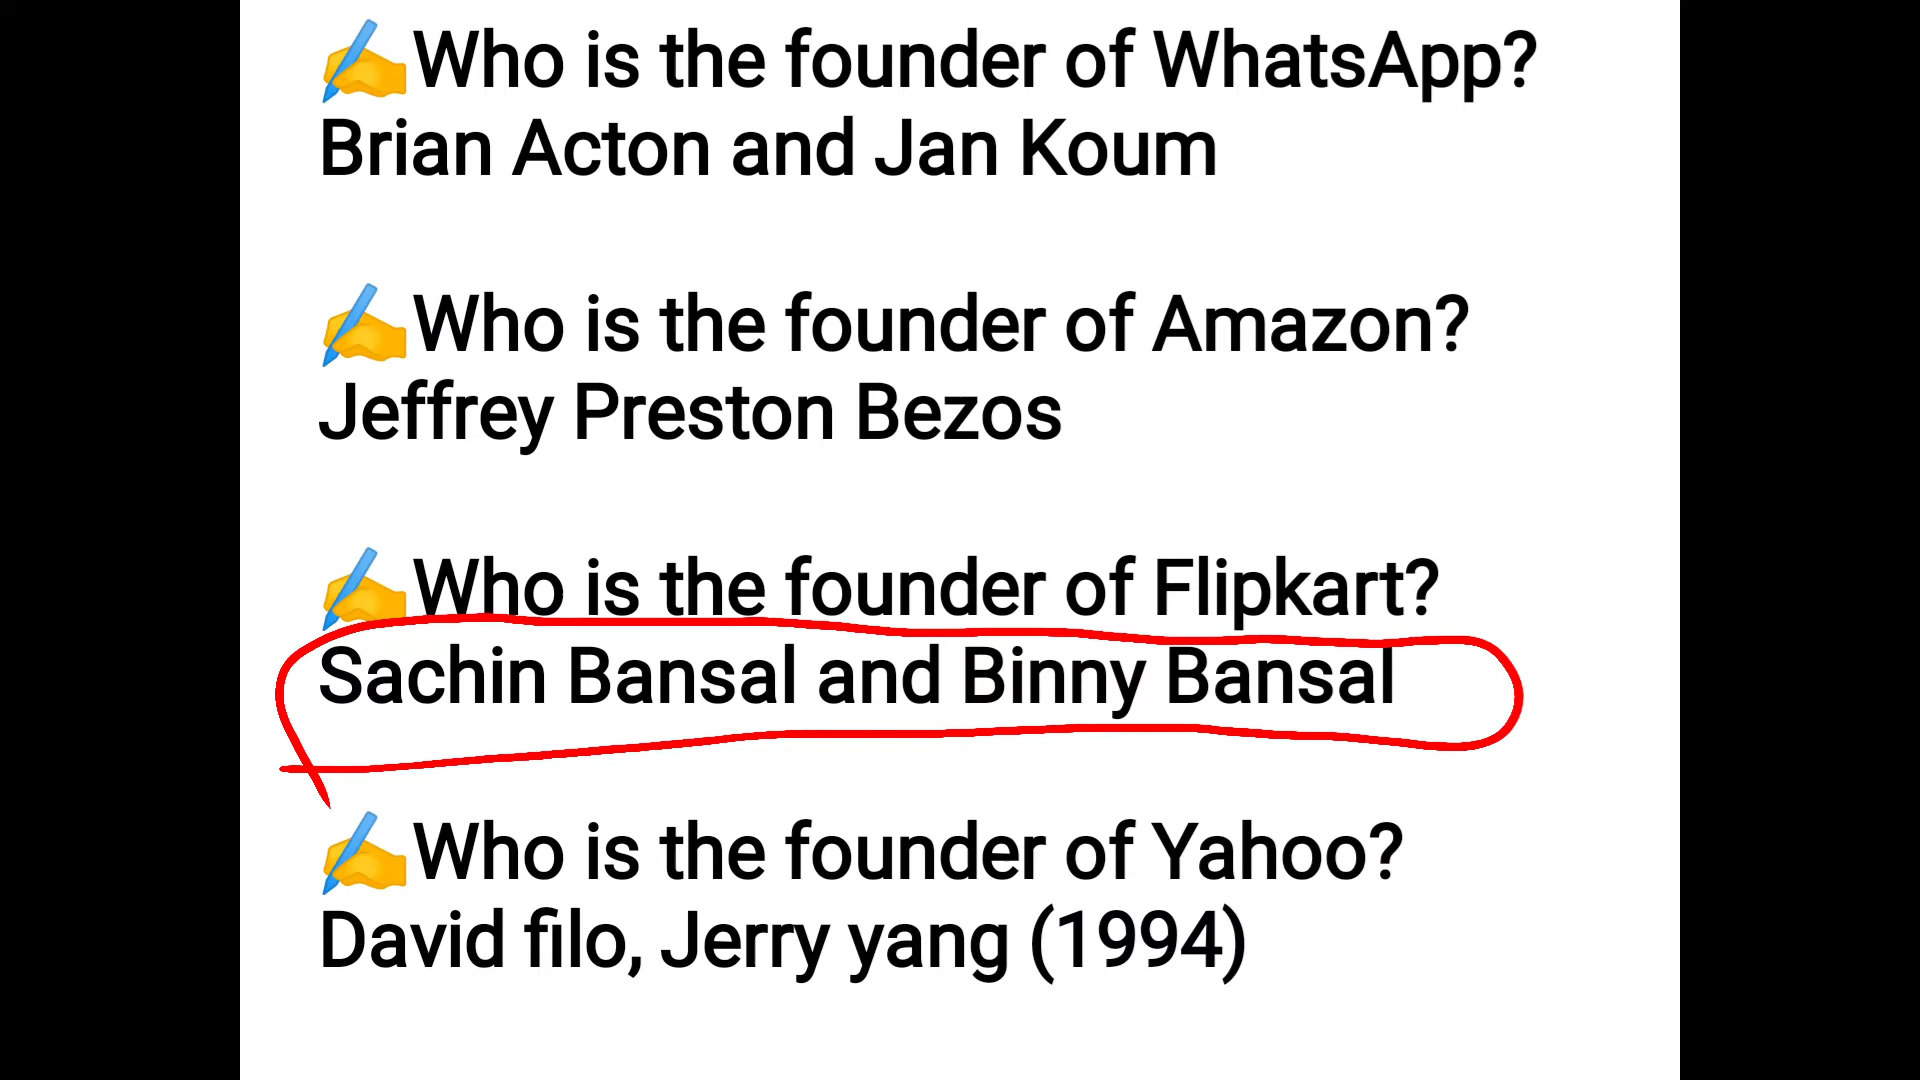 ✍Who is the founder of WhatsApp?
Brian Acton and Jan Koum
✍Who is the founder of Amazon?
Jeffrey Preston Bezos
✍Who is the founder of Flipkart?
Sachin Bansal and Binny Bansal
✍Who is the founder of Yahoo?
David filo, Jerry yang (1994)